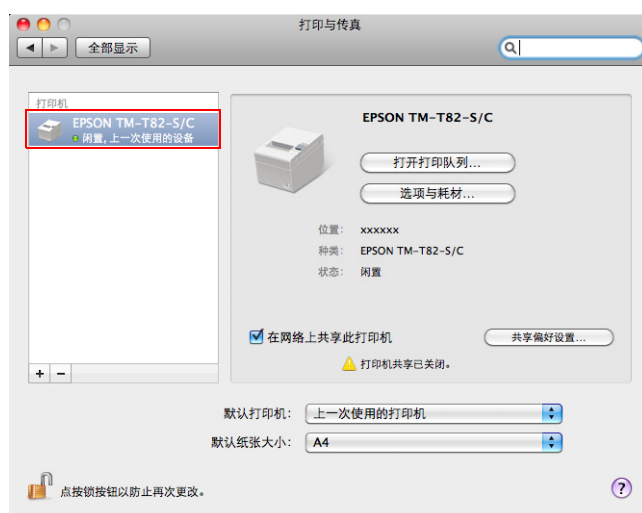 打印与传真
全部显示
打印机
EPSON TM-T82-S/C
闲置, 上一次使用的设备
EPSON TM-T82-S/C
打开打印队列...
选项与耗材...
位置: xxxxxx
种类: EPSON TM-T82-S/C
状态: 闲置
在网络上共享此打印机
共享偏好设置...
打印机共享已关闭。
+ -
默认打印机: 上一次使用的打印机
默认纸张大小: A4
点按锁按钮以防止再次更改。
?